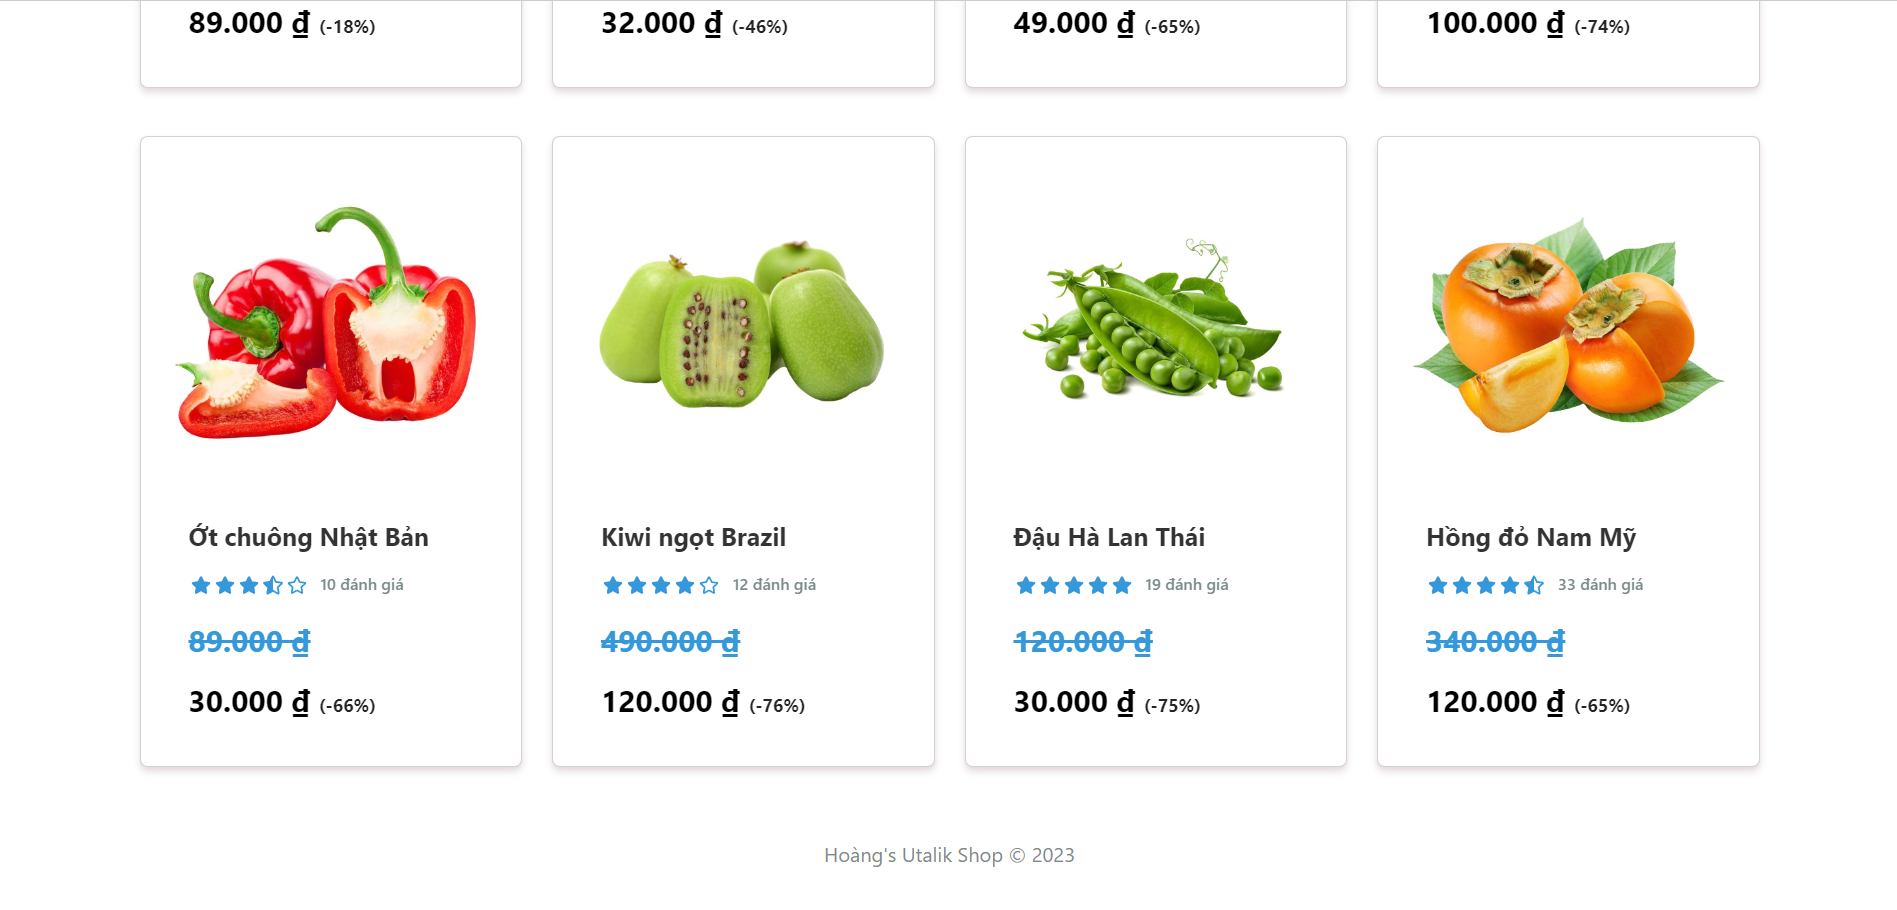 89.000 ₫ (-18%)
32.000 ₫ (-46%)
49.000 ₫ (-65%)
100.000 ₫ (-74%)
Ớt chuông Nhật Bản
10 đánh giá
89.000 ₫
30.000 ₫ (-66%)
Kiwi ngọt Brazil
12 đánh giá
490.000 ₫
120.000 ₫ (-76%)
Đậu Hà Lan Thái
19 đánh giá
120.000 ₫
30.000 ₫ (-75%)
Hồng đỏ Nam Mỹ
33 đánh giá
340.000 ₫
120.000 ₫ (-65%)
Hoàng's Utalik Shop © 2023